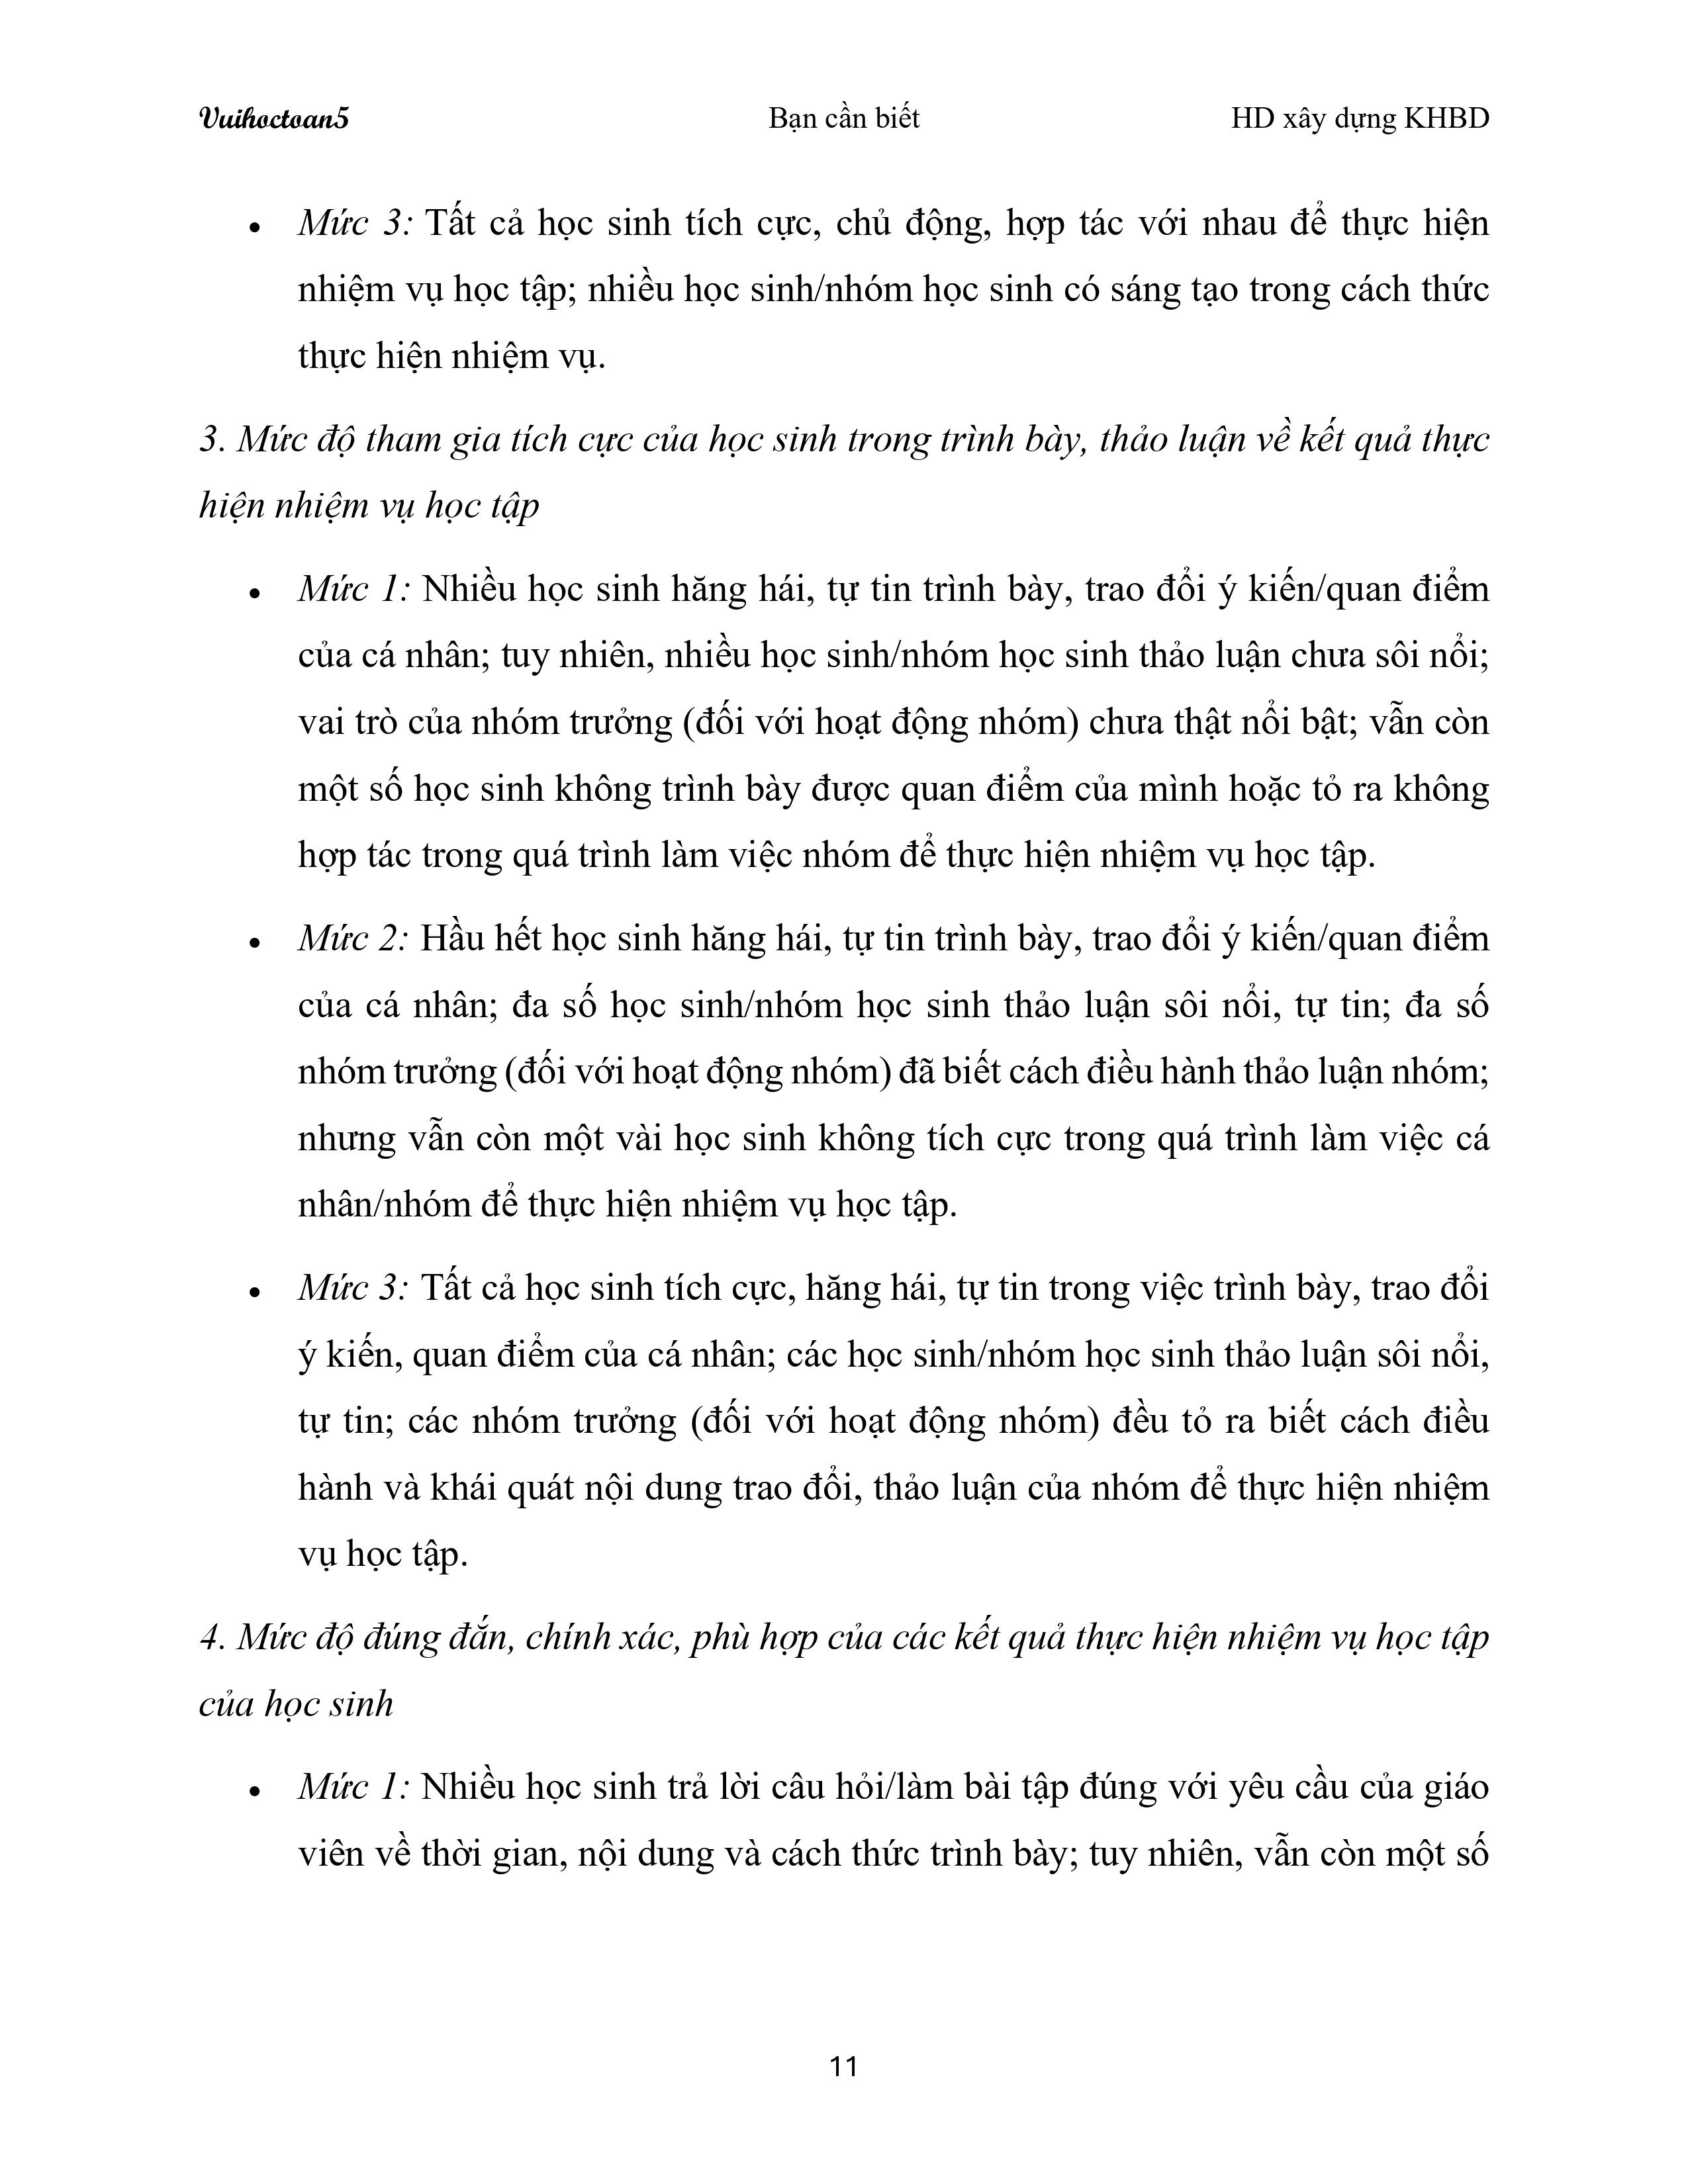 Vuihoctoan5 Bạn cần biết HD xây dựng KHBD
• Mức 3: Tất cả học sinh tích cực, chủ động, hợp tác với nhau để thực hiện
nhiệm vụ học tập; nhiều học sinh/nhóm học sinh có sáng tạo trong cách thức
thực hiện nhiệm vụ.
3. Mức độ tham gia tích cực của học sinh trong trình bày, thảo luận về kết quả thực
hiện nhiệm vụ học tập
• Mức 1: Nhiều học sinh hăng hái, tự tin trình bày, trao đổi ý kiến/quan điểm
của cá nhân; tuy nhiên, nhiều học sinh/nhóm học sinh thảo luận chưa sôi nổi;
vai trò của nhóm trưởng (đối với hoạt động nhóm) chưa thật nổi bật; vẫn còn
một số học sinh không trình bày được quan điểm của mình hoặc tỏ ra không
hợp tác trong quá trình làm việc nhóm để thực hiện nhiệm vụ học tập.
• Mức 2: Hầu hết học sinh hăng hái, tự tin trình bày, trao đổi ý kiến/quan điểm
của cá nhân; đa số học sinh/nhóm học sinh thảo luận sôi nổi, tự tin; đa số
nhóm trưởng (đối với hoạt động nhóm) đã biết cách điều hành thảo luận nhóm;
nhưng vẫn còn một vài học sinh không tích cực trong quá trình làm việc cá
nhân/nhóm để thực hiện nhiệm vụ học tập.
• Mức 3: Tất cả học sinh tích cực, hăng hái, tự tin trong việc trình bày, trao đổi
ý kiến, quan điểm của cá nhân; các học sinh/nhóm học sinh thảo luận sôi nổi,
tự tin; các nhóm trưởng (đối với hoạt động nhóm) đều tỏ ra biết cách điều
hành và khái quát nội dung trao đổi, thảo luận của nhóm để thực hiện nhiệm
vụ học tập.
4. Mức độ đúng đắn, chính xác, phù hợp của các kết quả thực hiện nhiệm vụ học tập
của học sinh
• Mức 1: Nhiều học sinh trả lời câu hỏi/làm bài tập đúng với yêu cầu của giáo
viên về thời gian, nội dung và cách thức trình bày; tuy nhiên, vẫn còn một số
11